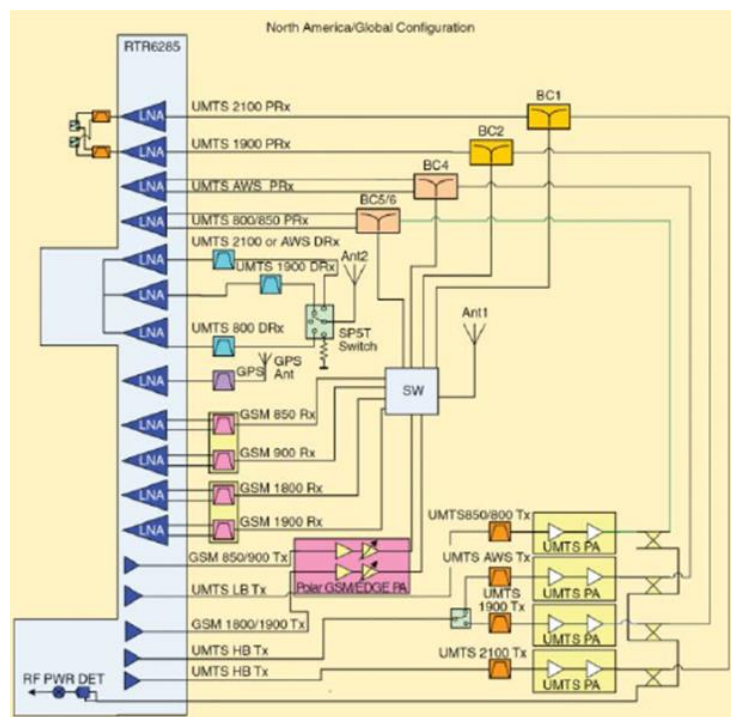 North America/Global Configuration
RTR6285
LNA
UMTS 2100 PRx
BC1
LNA
UMTS 1900 PRx
BC2
LNA
UMTS AWS PRx
BC4
LNA
UMTS 800/850 PRx
BC5/6
LNA
UMTS 2100 or AWS DRx
Ant2
LNA
UMTS 1900 DRx
LNA
UMTS 800 DRx
SP5T
Switch
Ant1
LNA
GPS
GPS
Ant
SW
LNA
GSM 850 Rx
LNA
GSM 900 Rx
LNA
GSM 1800 Rx
LNA
GSM 1900 Rx
UMTS850/800 Tx
UMTS PA
GSM 850/900 Tx
Polar GSM/EDGE PA
UMTS AWS Tx
UMTS PA
UMTS LB Tx
UMTS
1900 Tx
UMTS PA
GSM 1800/1900 Tx
UMTS HB Tx
UMTS 2100 Tx
UMTS PA
UMTS HB Tx
RF PWR DET